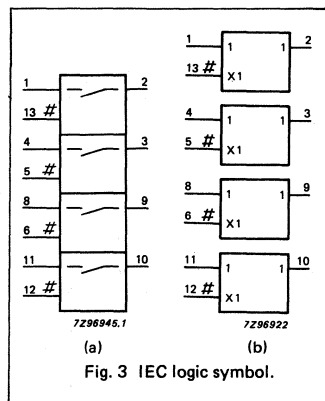 1 2
13 #
4 3
5 #
8 9
6 #
11 10
12 #
7Z96945.1
(a)
1 1 1 2
13 # X1
4 1 1 3
5 # X1
8 1 1 9
6 # X1
11 1 1 10
12 # X1
7Z96922
(b)
Fig. 3 IEC logic symbol.